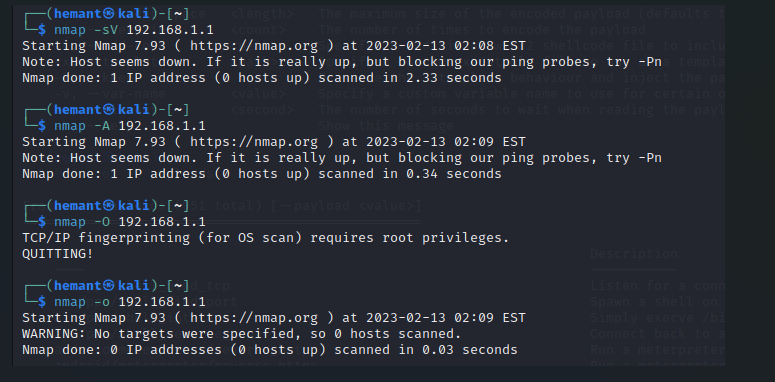 ┌──(hemant㉿kali)-[~]
└─$ nmap -sV 192.168.1.1
Starting Nmap 7.93 ( https://nmap.org ) at 2023-02-13 02:08 EST
Note: Host seems down. If it is really up, but blocking our ping probes, try -Pn
Nmap done: 1 IP address (0 hosts up) scanned in 2.33 seconds
┌──(hemant㉿kali)-[~]
└─$ nmap -A 192.168.1.1
Starting Nmap 7.93 ( https://nmap.org ) at 2023-02-13 02:09 EST
Note: Host seems down. If it is really up, but blocking our ping probes, try -Pn
Nmap done: 1 IP address (0 hosts up) scanned in 0.34 seconds
┌──(hemant㉿kali)-[~]
└─$ nmap -O 192.168.1.1
TCP/IP fingerprinting (for OS scan) requires root privileges.
QUITTING!
┌──(hemant㉿kali)-[~]
└─$ nmap -o 192.168.1.1
Starting Nmap 7.93 ( https://nmap.org ) at 2023-02-13 02:09 EST
WARNING: No targets were specified, so 0 hosts scanned.
Nmap done: 0 IP addresses (0 hosts up) scanned in 0.03 seconds